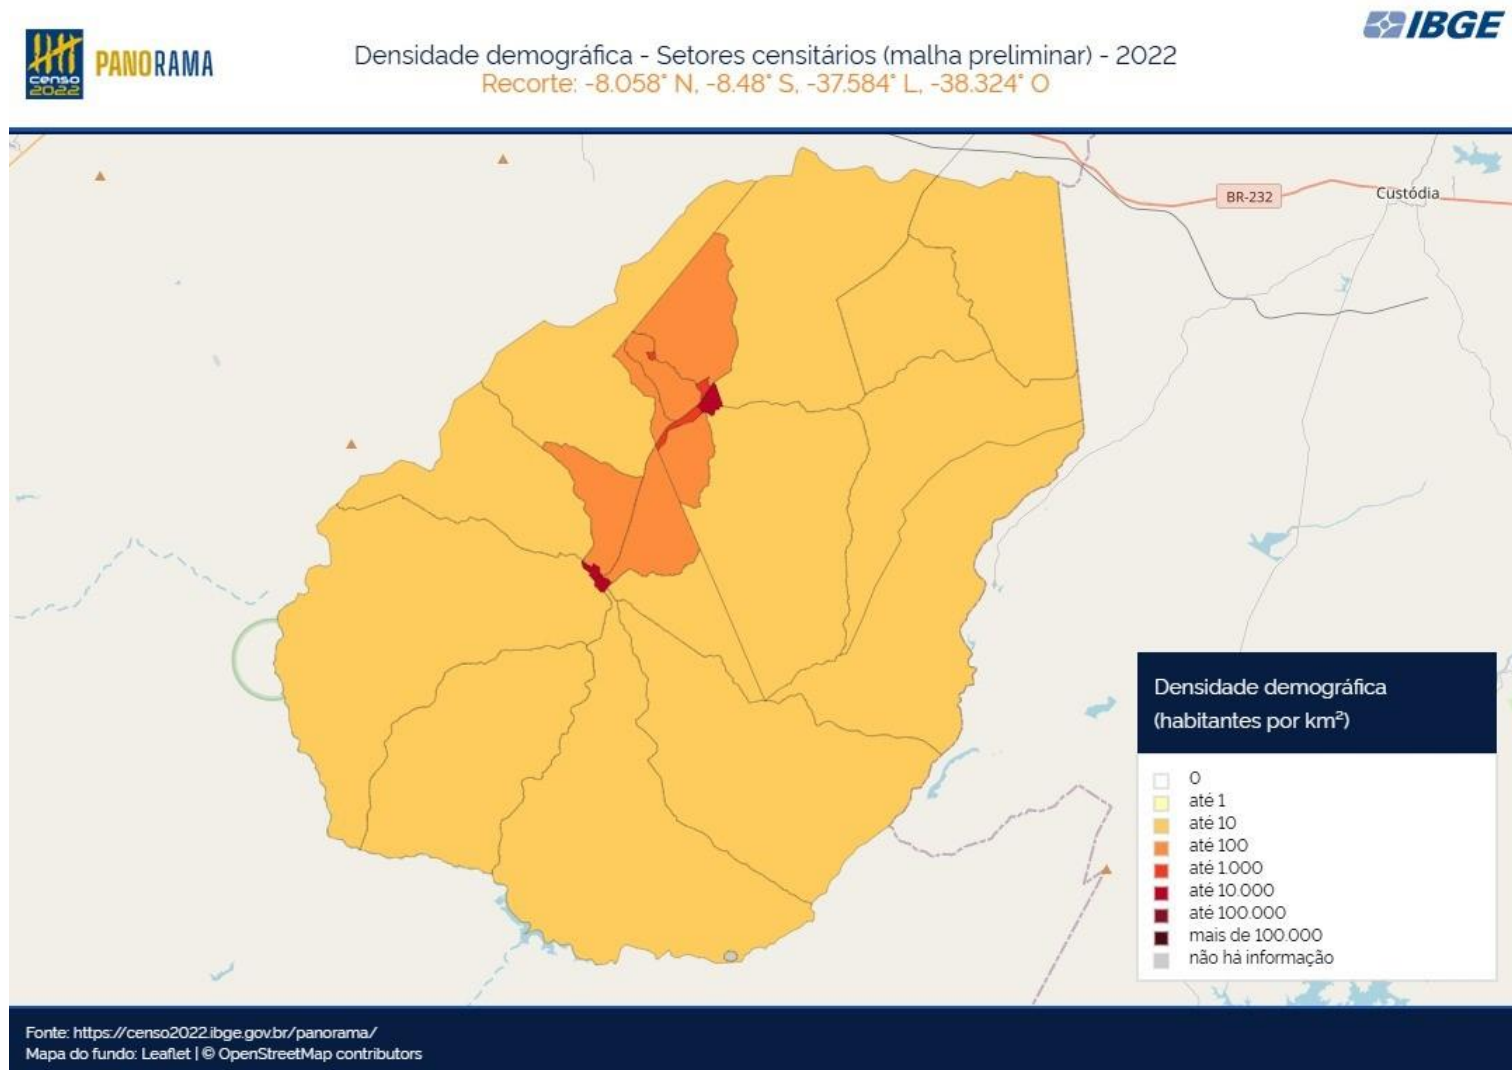 IBGE
censo
2022
PANORAMA
Densidade demográfica - Setores censitários (malha preliminar) - 2022
Recorte: -8.058° N, -8.48° S, -37.584° L, -38.324° O
BR-232
Custódia
Densidade demográfica
(habitantes por km²)
0
até 1
até 10
até 100
até 1.000
até 10.000
até 100.000
mais de 100.000
não há informação
Fonte: https://censo2022.ibge.gov.br/panorama/
Mapa do fundo: Leaflet | © OpenStreetMap contributors